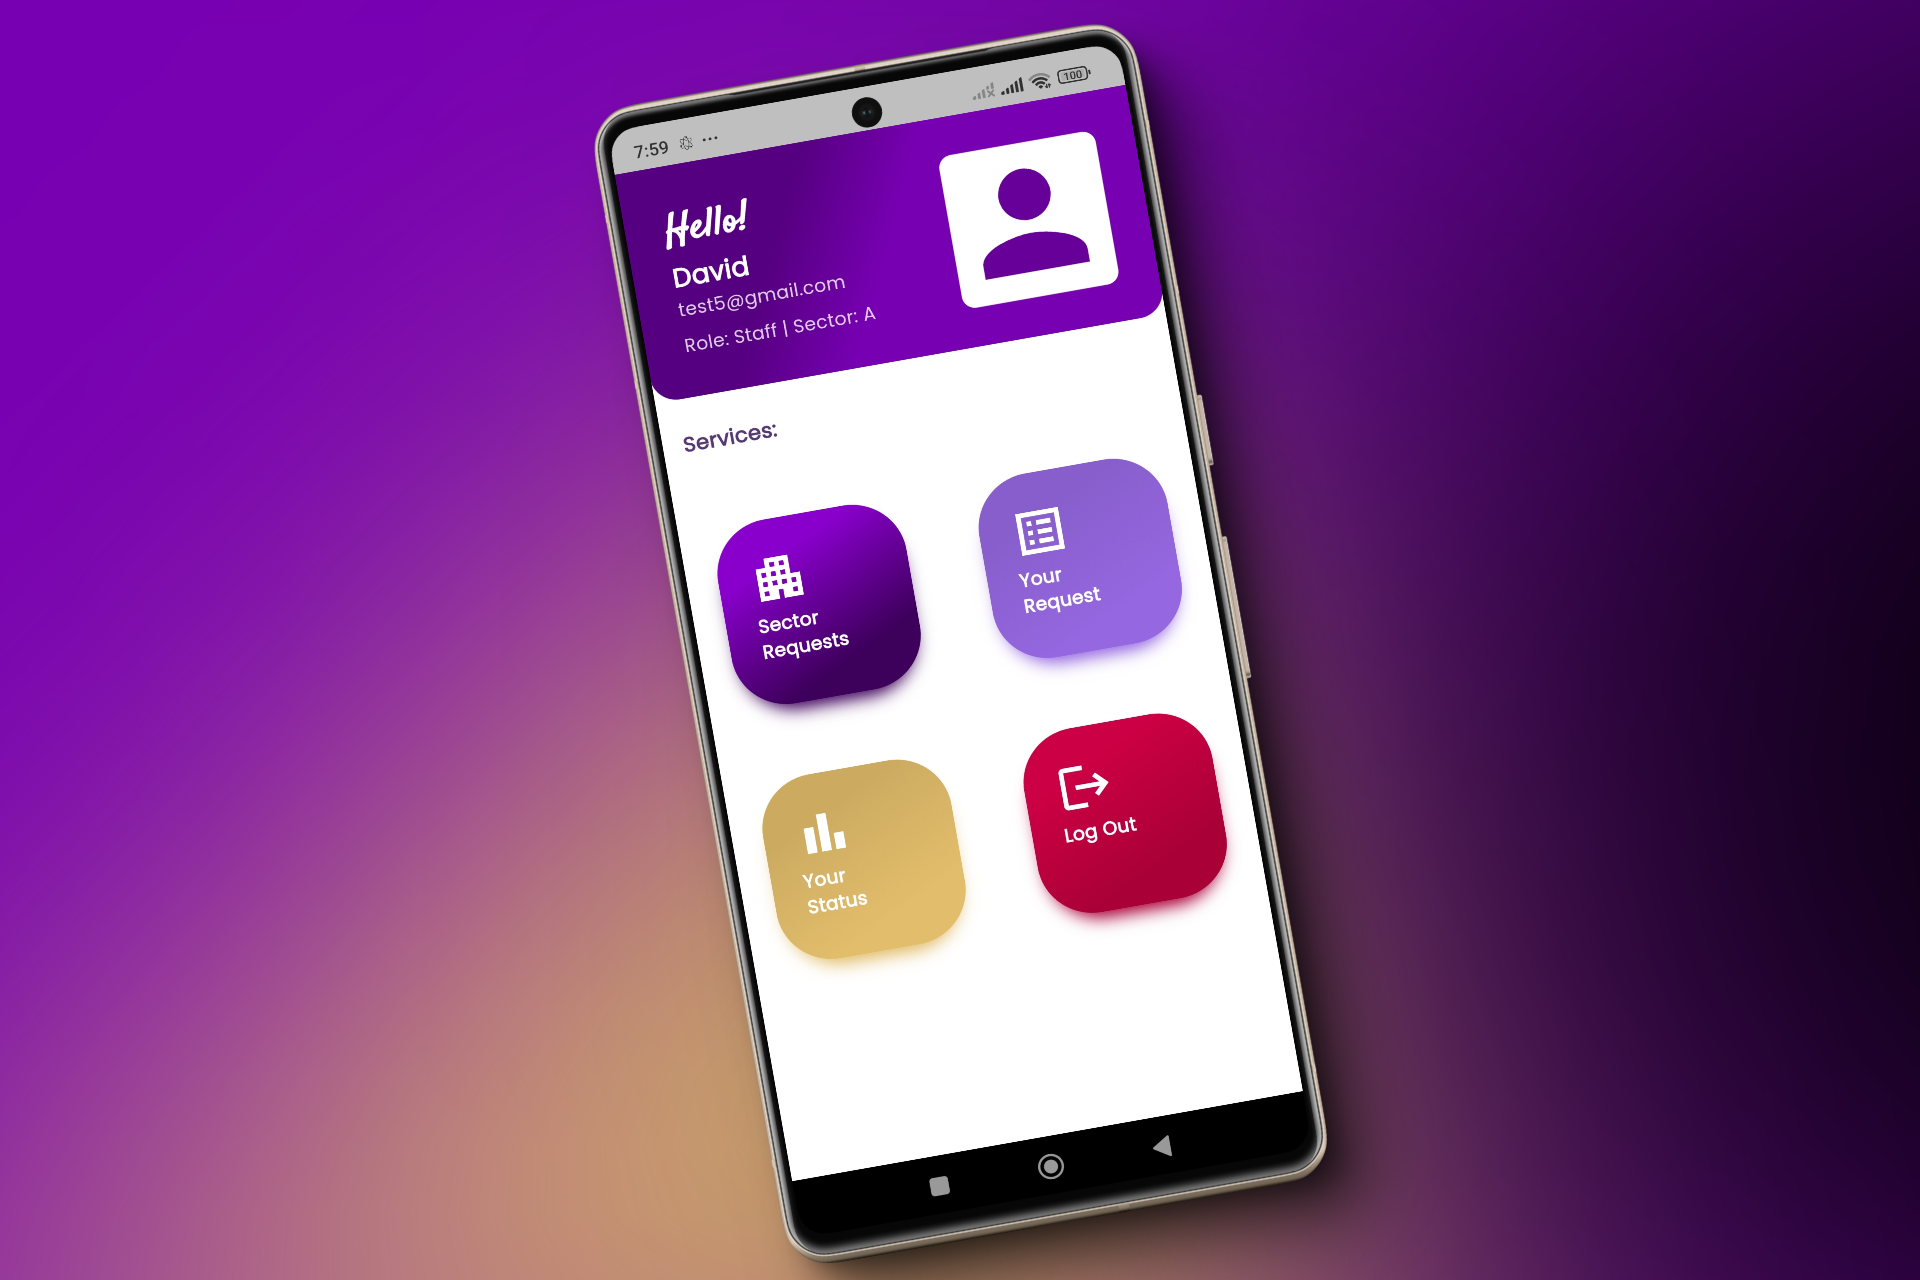 7:59 ... 100
Hello!
David
test5@gmail.com
Role: Staff | Sector: A
Services:
Sector
Requests
Your
Request
Your
Status
Log Out